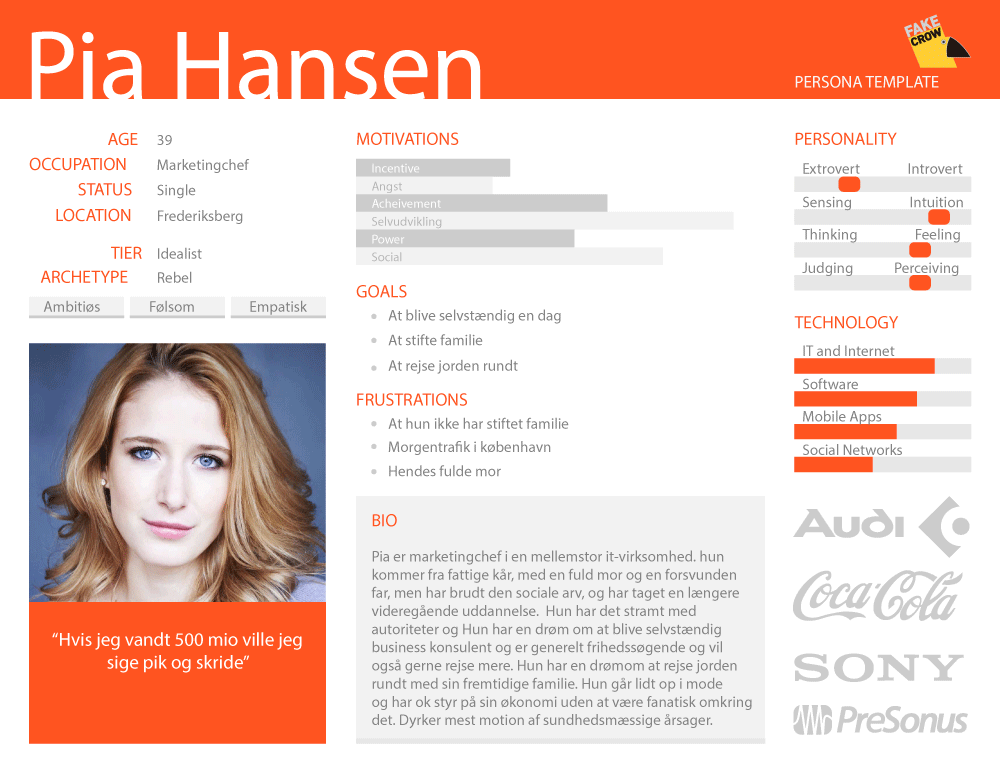 Pia Hansen
FAKE
CROW
PERSONA TEMPLATE
AGE 39
OCCUPATION Marketingchef
STATUS Single
LOCATION Frederiksberg
TIER Idealist
ARCHETYPE Rebel
Ambitiøs Følsom Empatisk
“Hvis jeg vandt 500 mio ville jeg
sige pik og skride”
MOTIVATIONS
Incentive
Angst
Acheivement
Selvudvikling
Power
Social
GOALS
At blive selvstændig en dag
At stifte familie
At rejse jorden rundt
FRUSTRATIONS
At hun ikke har stiftet familie
Morgentrafik i københavn
Hendes fulde mor
BIO
Pia er marketingchef i en mellemstor it-virksomhed. hun
kommer fra fattige kår, med en fuld mor og en forsvunden
far, men har brudt den sociale arv, og har taget en længere
videregående uddannelse. Hun har det stramt med
autoriteter og Hun har en drøm om at blive selvstændig
business konsulent og er generelt frihedssøgende og vil
også gerne rejse mere. Hun har en drømom at rejse jorden
rundt med sin fremtidige familie. Hun går lidt op i mode
og har ok styr på sin økonomi uden at være fanatisk omkring
det. Dyrker mest motion af sundhedsmæssige årsager.
PERSONALITY
Extrovert Introvert
Sensing Intuition
Thinking Feeling
Judging Perceiving
TECHNOLOGY
IT and Internet
Software
Mobile Apps
Social Networks
Audi
Coca-Cola
SONY
PreSonus